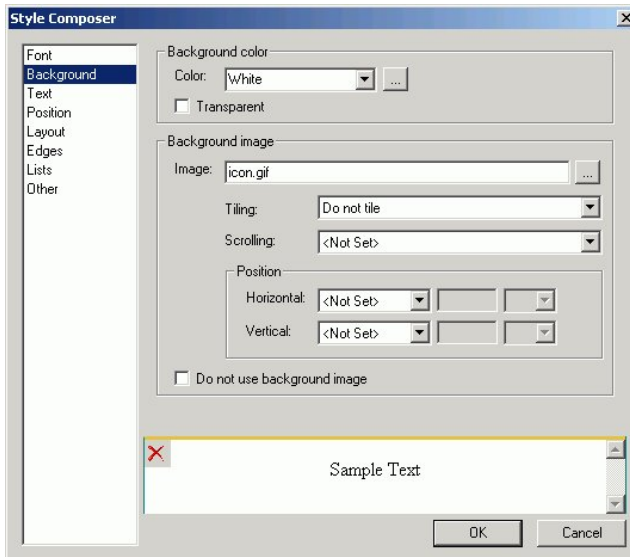 Style Composer
Font
Background
Text
Position
Layout
Edges
Lists
Other
Background color
Color: White ...
Transparent
Background image
Image: icon.gif ...
Tiling: Do not tile
Scrolling: <Not Set>
Position
Horizontal: <Not Set>
Vertical: <Not Set>
Do not use background image
Sample Text
OK Cancel